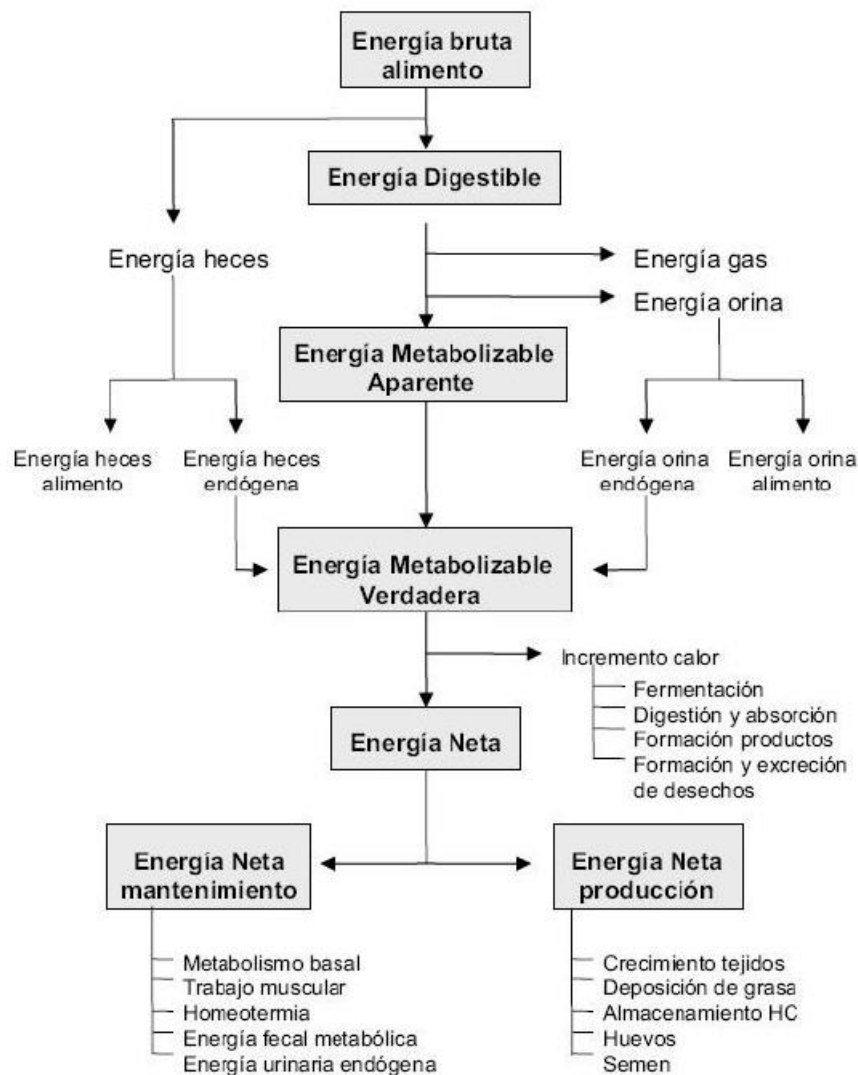 Energía bruta
alimento
Energía Digestible
Energía heces
Energía gas
Energía orina
Energía Metabolizable
Aparente
Energía heces
alimento
Energía heces
endógena
Energía orina
endógena
Energía orina
alimento
Energía Metabolizable
Verdadera
Incremento calor
Fermentación
Digestión y absorción
Formación productos
Formación y excreción
de desechos
Energía Neta
Energía Neta
mantenimiento
Energía Neta
producción
Metabolismo basal
Trabajo muscular
Homeotermia
Energía fecal metabólica
Energía urinaria endógena
Crecimiento tejidos
Deposición de grasa
Almacenamiento HC
Huevos
Semen